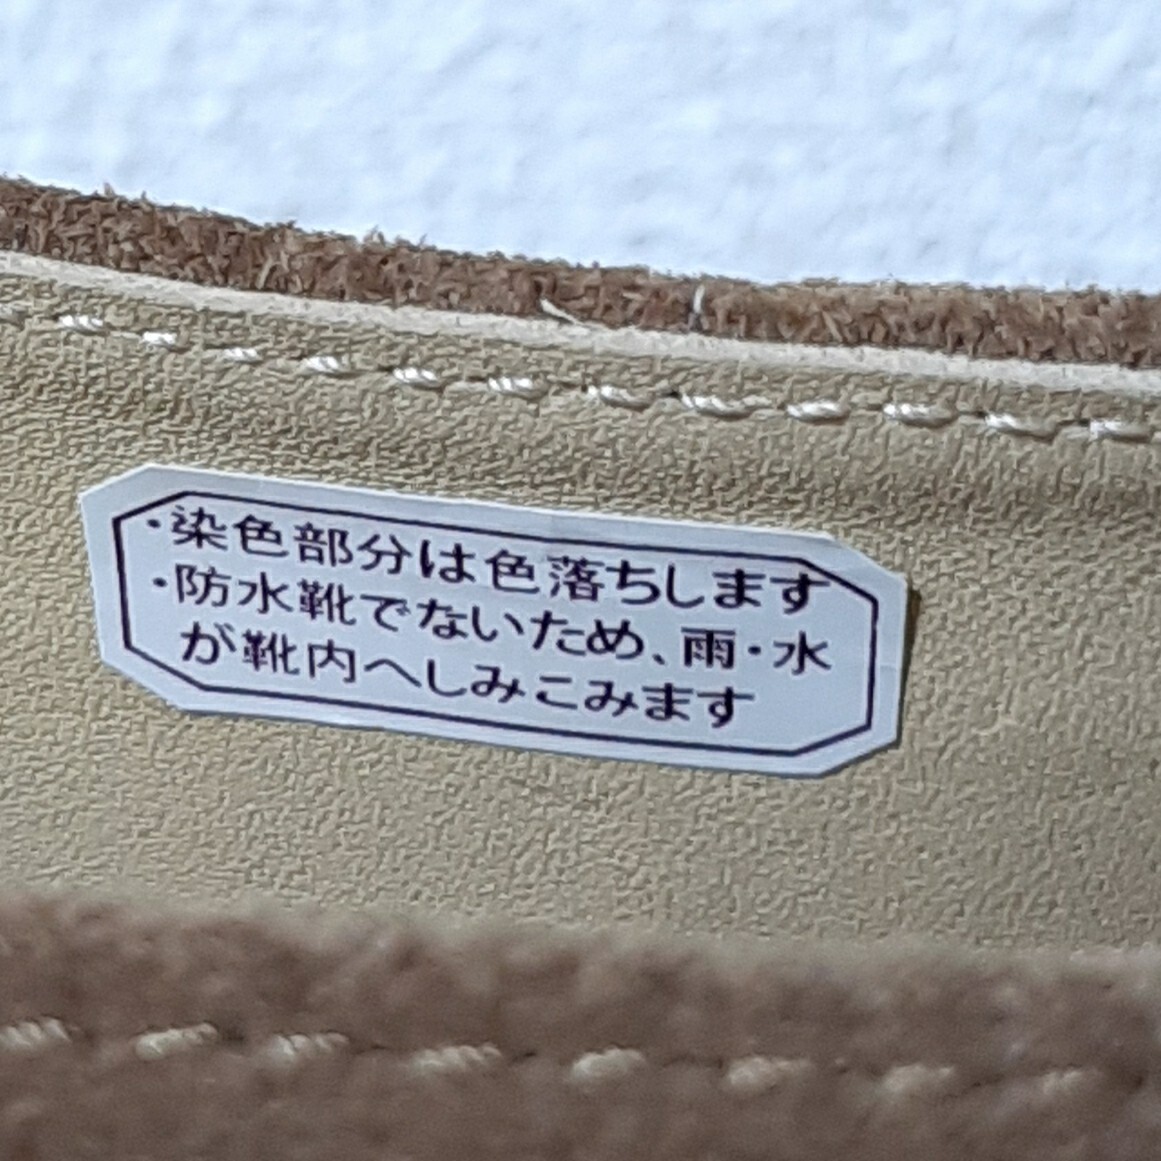 ・染色部分は色落ちします
・防水靴でないため、雨・水
が靴内へしみこみます